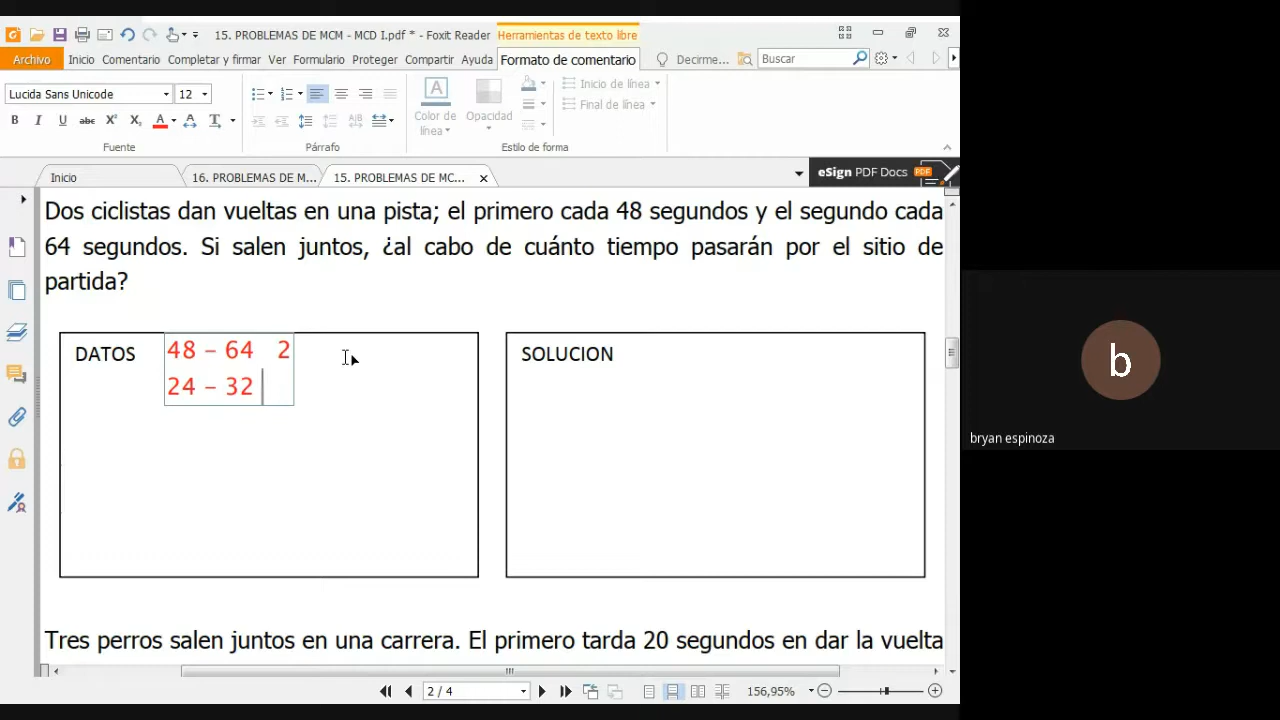 15. PROBLEMAS DE MCM - MCD I.pdf * - Foxit Reader
Herramientas de texto libre
Archivo Inicio Comentario Completar y firmar Ver Formulario Proteger Compartir Ayuda Formato de comentario Decirme... Buscar
Lucida Sans Unicode 12
Inicio de línea
Final de línea
Color de línea
Opacidad
B I U abc X² X₂ A A T
Fuente Párrafo Estilo de forma
Inicio 16. PROBLEMAS DE M... 15. PROBLEMAS DE MC... eSign PDF Docs PDF
Dos ciclistas dan vueltas en una pista; el primero cada 48 segundos y el segundo cada
64 segundos. Si salen juntos, ¿al cabo de cuánto tiempo pasarán por el sitio de
partida?
DATOS 48 – 64 2
24 – 32
SOLUCION
Tres perros salen juntos en una carrera. El primero tarda 20 segundos en dar la vuelta
2 / 4 156,95%
b
bryan espinoza